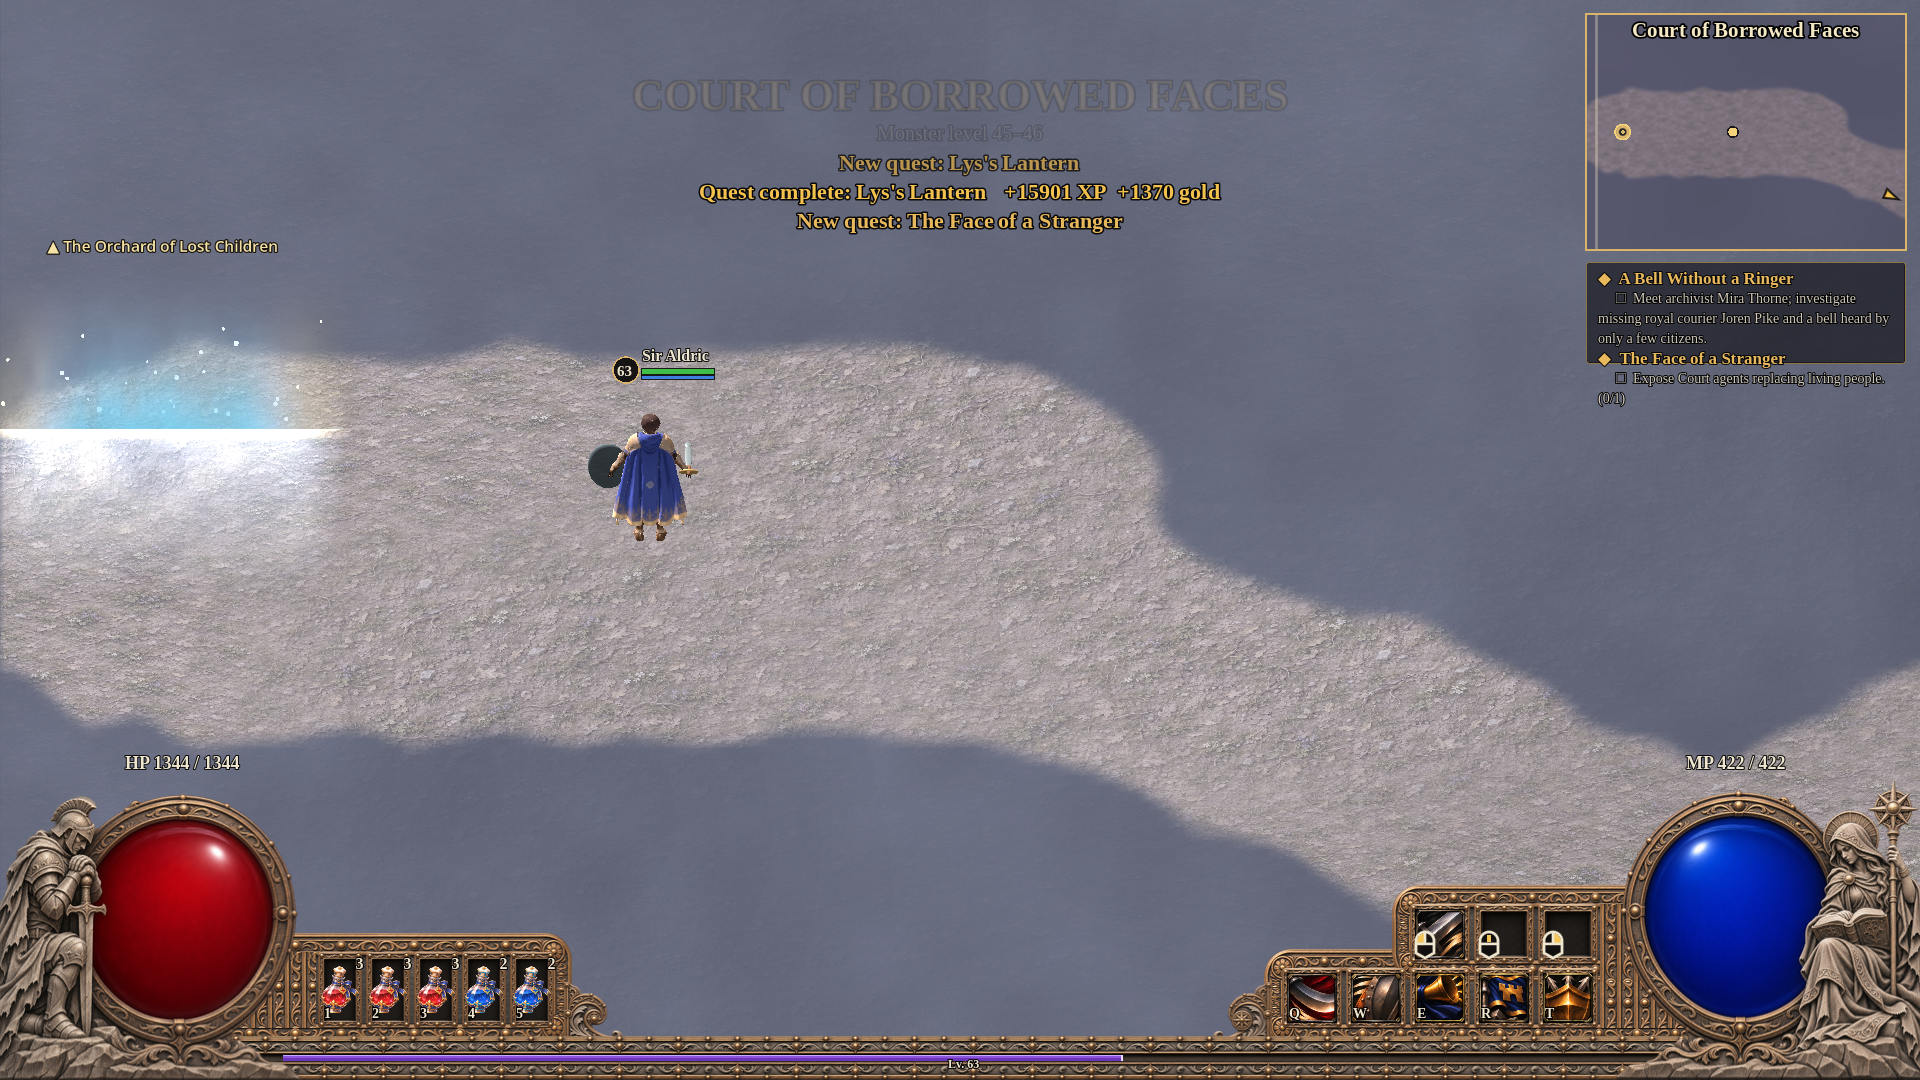 Court of Borrowed Faces
COURT OF BORROWED FACES
Monster level 45–46
New quest: Lys's Lantern
Quest complete: Lys's Lantern +15901 XP +1370 gold
New quest: The Face of a Stranger
The Orchard of Lost Children
A Bell Without a Ringer
Meet archivist Mira Thorne; investigate
missing royal courier Joren Pike and a bell heard by
only a few citizens.
The Face of a Stranger
Expose Court agents replacing living people.
(0/1)
Sir Aldric
63
HP 1344 / 1344
MP 422 / 422
3 3 3 2 2
1 2 3 4 5
Q W E R T
Lv. 63